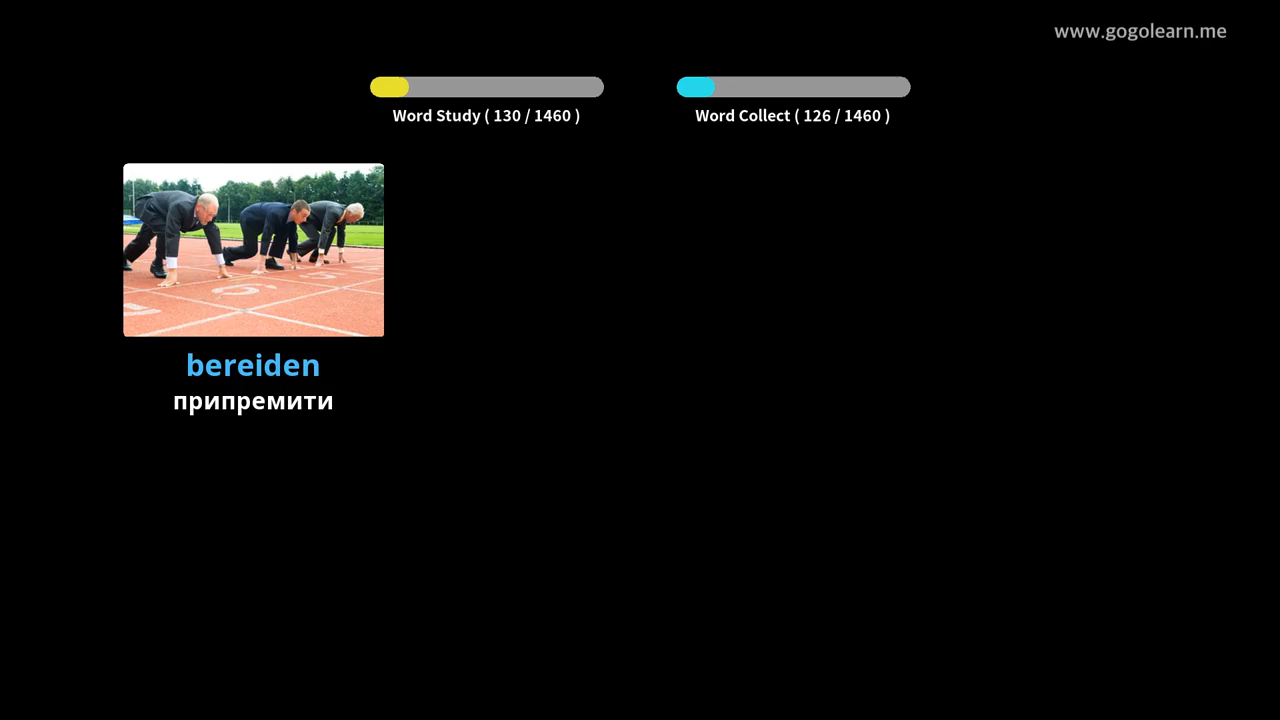 www.gogolearn.me
Word Study ( 130 / 1460 )
Word Collect ( 126 / 1460 )
bereiden
припремити